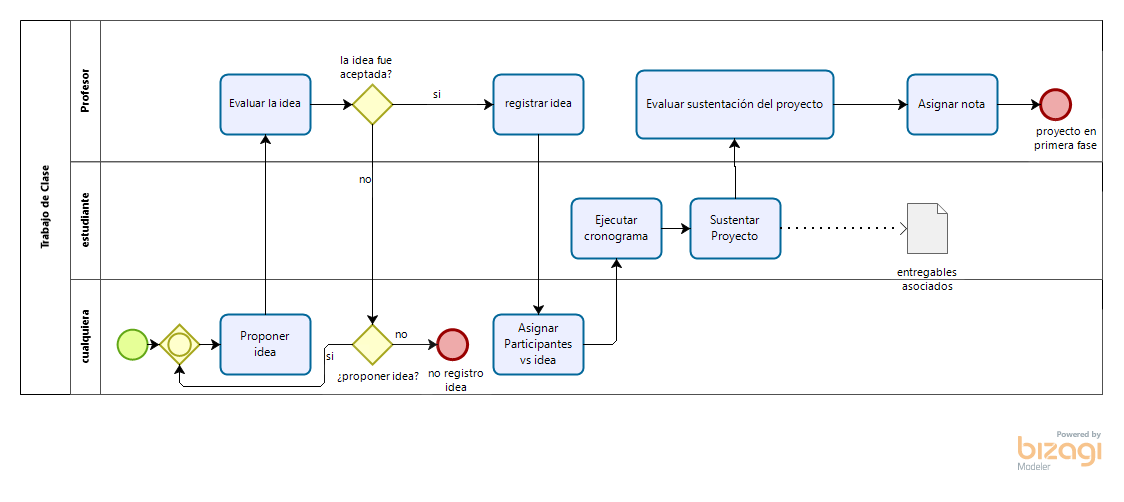 Trabajo de Clase
Profesor
la idea fue
aceptada?
Evaluar la idea
si
registrar idea
Evaluar sustentación del proyecto
Asignar nota
proyecto en
primera fase
no
estudiante
Ejecutar
cronograma
Sustentar
Proyecto
entregables
asociados
cualquiera
Proponer
idea
si
¿proponer idea?
no
no registro
idea
Asignar
Participantes
vs idea
Powered by
bizagi
Modeler